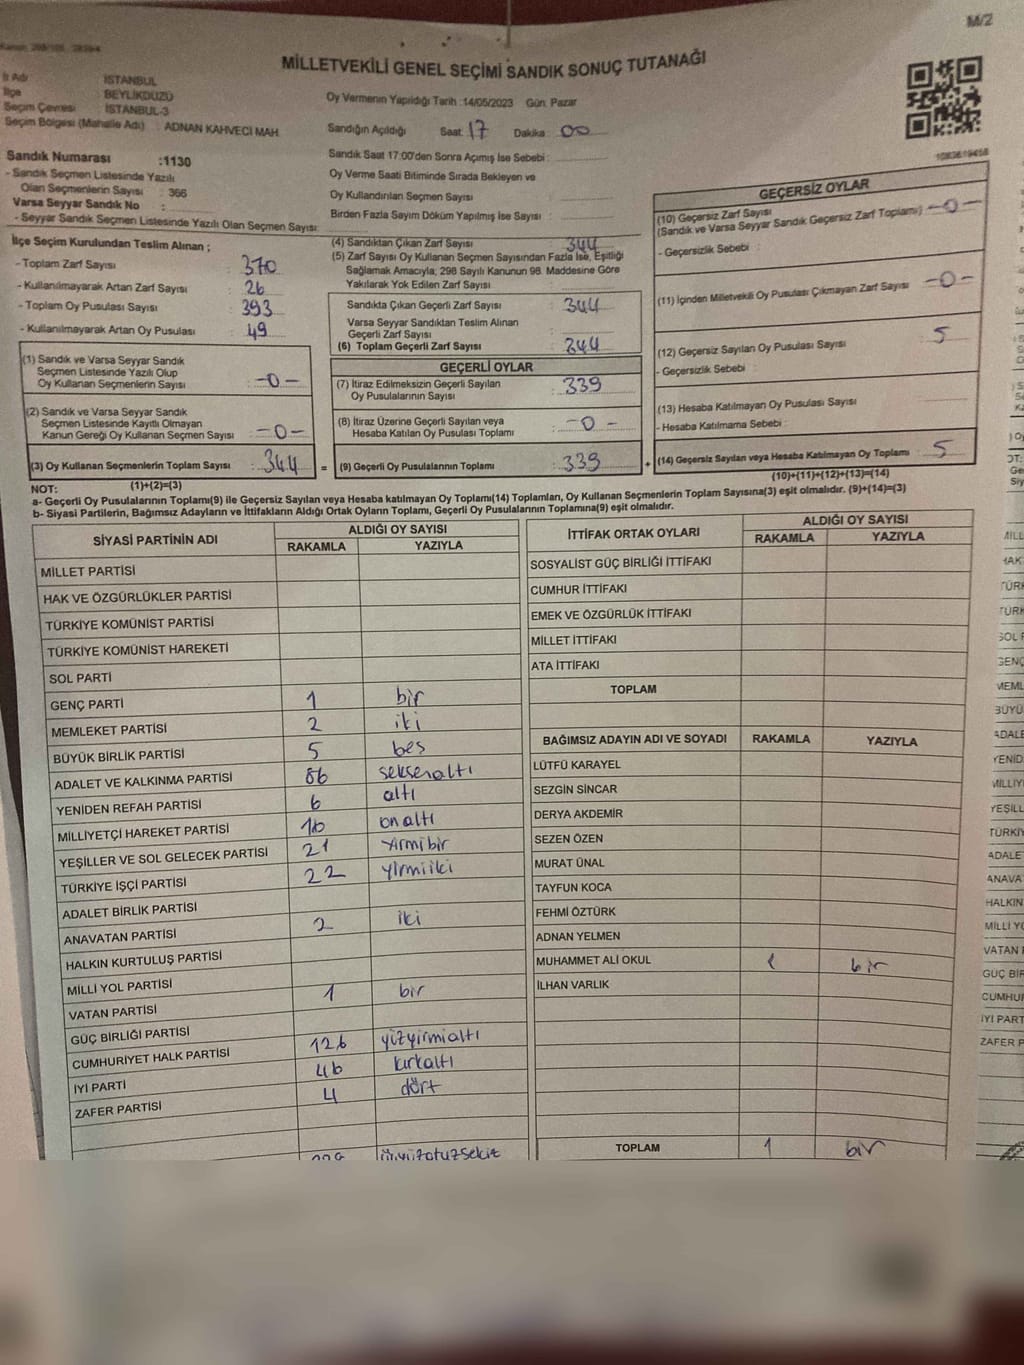 M/2
MİLLETVEKİLİ GENEL SEÇİMİ SANDIK SONUÇ TUTANAĞI
İl Adı İSTANBUL
İlçe BEYLİKDÜZÜ
Seçim Çevresi İSTANBUL-3
Seçim Bölgesi (Mahalle Adı) : ADNAN KAHVECİ MAH.
Oy Vermenin Yapıldığı Tarih :14/05/2023 Gün: Pazar
Sandığın Açıldığı Saat: 17 Dakika: 00
Sandık Numarası :1130
- Sandık Seçmen Listesinde Yazılı
Olan Seçmenlerin Sayısı : 366
Varsa Seyyar Sandık No :
- Seyyar Sandık Seçmen Listesinde Yazılı Olan Seçmen Sayısı:
Sandık Saat 17:00'den Sonra Açımış İse Sebebi :
Oy Verme Saati Bitiminde Sırada Bekleyen ve
Oy Kullandırılan Seçmen Sayısı :
Birden Fazla Sayım Döküm Yapılmış İse Sayısı :
1083619458
İlçe Seçim Kurulundan Teslim Alınan ;
- Toplam Zarf Sayısı : 370
- Kullanılmayarak Artan Zarf Sayısı : 26
- Toplam Oy Pusulası Sayısı : 393
- Kullanılmayarak Artan Oy Pusulası : 49
(1) Sandık ve Varsa Seyyar Sandık
Seçmen Listesinde Yazılı Olup
Oy Kullanan Seçmenlerin Sayısı : -0-
(2) Sandık ve Varsa Seyyar Sandık
Seçmen Listesinde Kayıtlı Olmayan
Kanun Gereği Oy Kullanan Seçmen Sayısı : -0-
(3) Oy Kullanan Seçmenlerin Toplam Sayısı : 344
(1)+(2)=(3)
(4) Sandıktan Çıkan Zarf Sayısı : 344
(5) Zarf Sayısı Oy Kullanan Seçmen Sayısından Fazla İse, Eşitliği
Sağlamak Amacıyla; 298 Sayılı Kanunun 98. Maddesine Göre
Yakılarak Yok Edilen Zarf Sayısı :
Sandıkta Çıkan Geçerli Zarf Sayısı : 344
Varsa Seyyar Sandıktan Teslim Alınan
Geçerli Zarf Sayısı :
(6) Toplam Geçerli Zarf Sayısı : 344
GEÇERLİ OYLAR
(7) İtiraz Edilmeksizin Geçerli Sayılan
Oy Pusulalarının Sayısı : 339
(8) İtiraz Üzerine Geçerli Sayılan veya
Hesaba Katılan Oy Pusulası Toplamı : -0-
= (9) Geçerli Oy Pusulalarının Toplamı : 339
GEÇERSİZ OYLAR
(10) Geçersiz Zarf Sayısı
(Sandık ve Varsa Seyyar Sandık Geçersiz Zarf Toplamı) -0-
- Geçersizlik Sebebi :
(11) İçinden Milletvekili Oy Pusulası Çıkmayan Zarf Sayısı -0-
(12) Geçersiz Sayılan Oy Pusulası Sayısı : 5
- Geçersizlik Sebebi :
(13) Hesaba Katılmayan Oy Pusulası Sayısı :
- Hesaba Katılmama Sebebi :
+ (14) Geçersiz Sayılan veya Hesaba Katılmayan Oy Toplamı : 5
(10)+(11)+(12)+(13)=(14)
NOT:
a- Geçerli Oy Pusulalarının Toplamı(9) ile Geçersiz Sayılan veya Hesaba katılmayan Oy Toplamı(14) Toplamları, Oy Kullanan Seçmenlerin Toplam Sayısına(3) eşit olmalıdır. (9)+(14)=(3)
b- Siyasi Partilerin, Bağımsız Adayların ve İttifakların Aldığı Ortak Oyların Toplamı, Geçerli Oy Pusulalarının Toplamına(9) eşit olmalıdır.
SİYASİ PARTİNİN ADI ALDIĞI OY SAYISI
RAKAMLA YAZIYLA
MİLLET PARTİSİ
HAK VE ÖZGÜRLÜKLER PARTİSİ
TÜRKİYE KOMÜNİST PARTİSİ
TÜRKİYE KOMÜNİST HAREKETİ
SOL PARTİ
GENÇ PARTİ 1 bir
MEMLEKET PARTİSİ 2 iki
BÜYÜK BİRLİK PARTİSİ 5 beş
ADALET VE KALKINMA PARTİSİ 86 seksenaltı
YENİDEN REFAH PARTİSİ 6 altı
MİLLİYETÇİ HAREKET PARTİSİ 16 onaltı
YEŞİLLER VE SOL GELECEK PARTİSİ 21 yirmibir
TÜRKİYE İŞÇİ PARTİSİ 22 yirmiiki
ADALET BİRLİK PARTİSİ
ANAVATAN PARTİSİ 2 iki
HALKIN KURTULUŞ PARTİSİ
MİLLİ YOL PARTİSİ
VATAN PARTİSİ 1 bir
GÜÇ BİRLİĞİ PARTİSİ
CUMHURİYET HALK PARTİSİ 126 yüzyirmialtı
İYİ PARTİ 46 kırkaltı
ZAFER PARTİSİ 4 dört
üçyüzotuzsekiz
İTTİFAK ORTAK OYLARI ALDIĞI OY SAYISI
RAKAMLA YAZIYLA
SOSYALİST GÜÇ BİRLİĞİ İTTİFAKI
CUMHUR İTTİFAKI
EMEK VE ÖZGÜRLÜK İTTİFAKI
MİLLET İTTİFAKI
ATA İTTİFAKI
TOPLAM
BAĞIMSIZ ADAYIN ADI VE SOYADI RAKAMLA YAZIYLA
LÜTFÜ KARAYEL
SEZGİN SİNCAR
DERYA AKDEMİR
SEZEN ÖZEN
MURAT ÜNAL
TAYFUN KOCA
FEHMİ ÖZTÜRK
ADNAN YELMEN
MUHAMMET ALİ OKUL 1 bir
İLHAN VARLIK
TOPLAM 1 bir